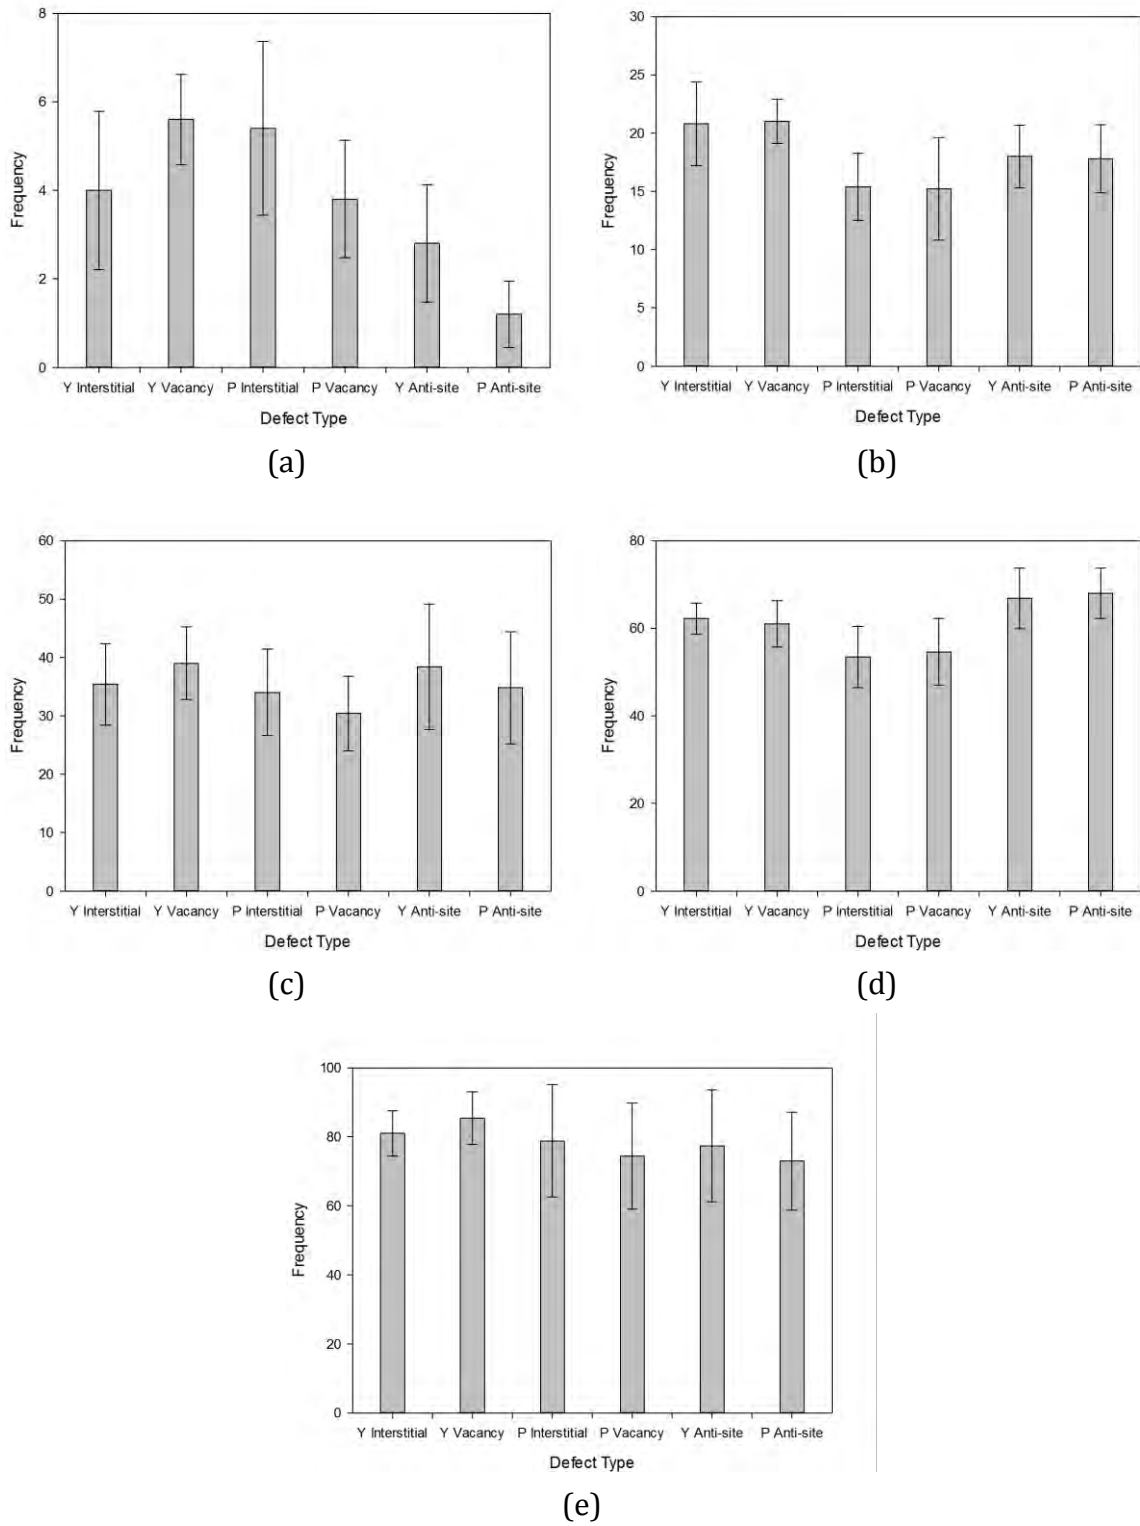 8
6
4
2
0
Frequency
Y Interstitial Y Vacancy P Interstitial P Vacancy Y Anti-site P Anti-site
Defect Type
(a)
30
25
20
15
10
5
0
Frequency
Y Interstitial Y Vacancy P Interstitial P Vacancy Y Anti-site P Anti-site
Defect Type
(b)
60
50
40
30
20
10
0
Frequency
Y Interstitial Y Vacancy P Interstitial P Vacancy Y Anti-site P Anti-site
Defect Type
(c)
80
60
40
20
0
Frequency
Y Interstitial Y Vacancy P Interstitial P Vacancy Y Anti-site P Anti-site
Defect Type
(d)
100
80
60
40
20
0
Frequency
Y Interstitial Y Vacancy P Interstitial P Vacancy Y Anti-site P Anti-site
Defect Type
(e)